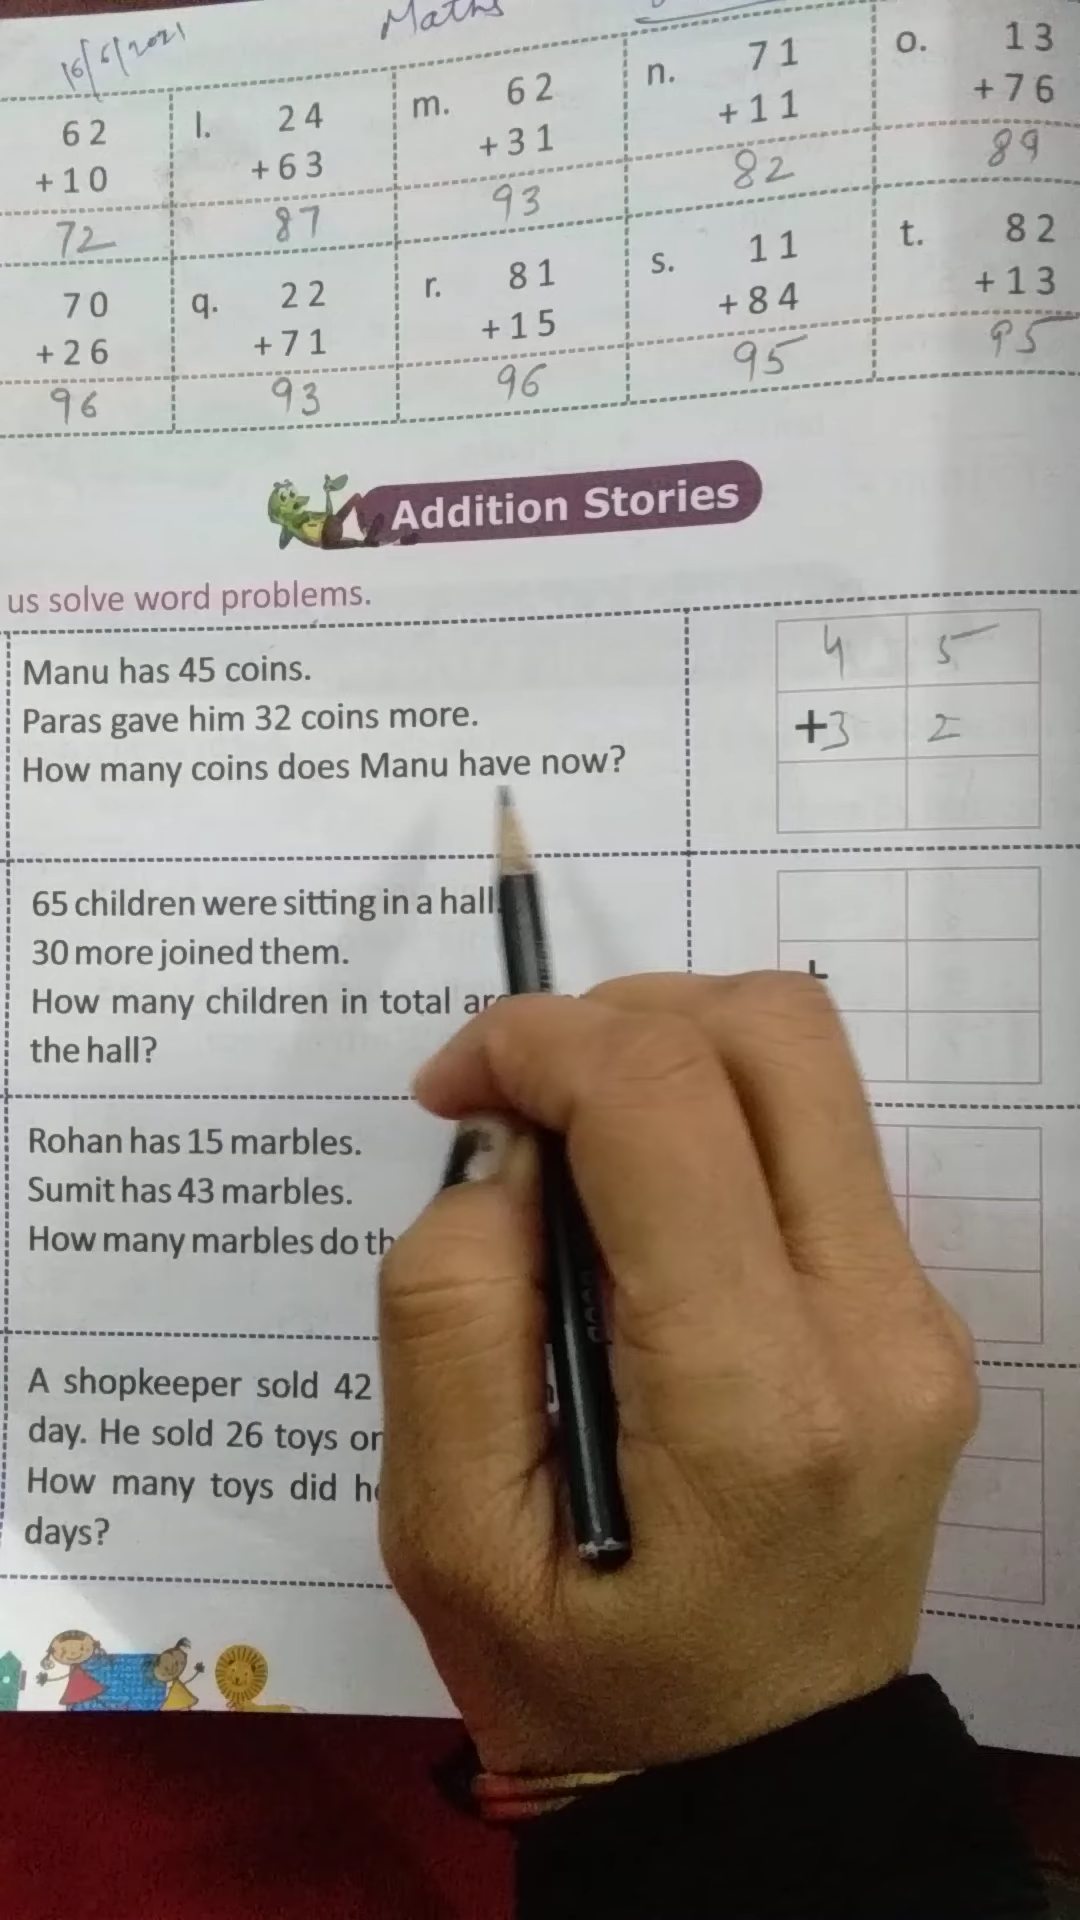 16/6/2021 Maths
62 l. 24 m. 62 n. 71 o. 13
+10 +63 +31 +11 +76
72 87 93 82 89
70 q. 22 r. 81 s. 11 t. 82
+26 +71 +15 +84 +13
96 93 96 95 95
Addition Stories
us solve word problems.
Manu has 45 coins. 4 5
Paras gave him 32 coins more. +3 2
How many coins does Manu have now?
65 children were sitting in a hall.
30 more joined them. +
How many children in total are
the hall?
Rohan has 15 marbles.
Sumit has 43 marbles.
How many marbles do
A shopkeeper sold 42
day. He sold 26 toys
How many toys did
days?